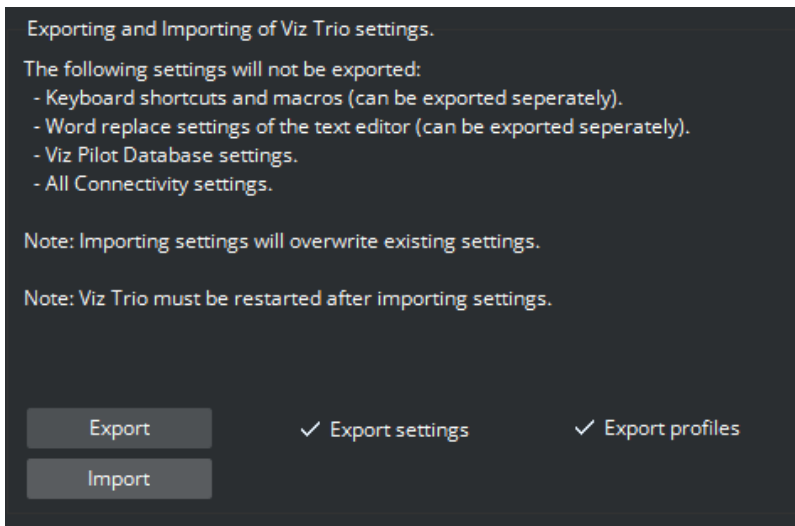 Exporting and Importing of Viz Trio settings.
The following settings will not be exported:
- Keyboard shortcuts and macros (can be exported seperately).
- Word replace settings of the text editor (can be exported seperately).
- Viz Pilot Database settings.
- All Connectivity settings.
Note: Importing settings will overwrite existing settings.
Note: Viz Trio must be restarted after importing settings.
Export
Export settings
Export profiles
Import